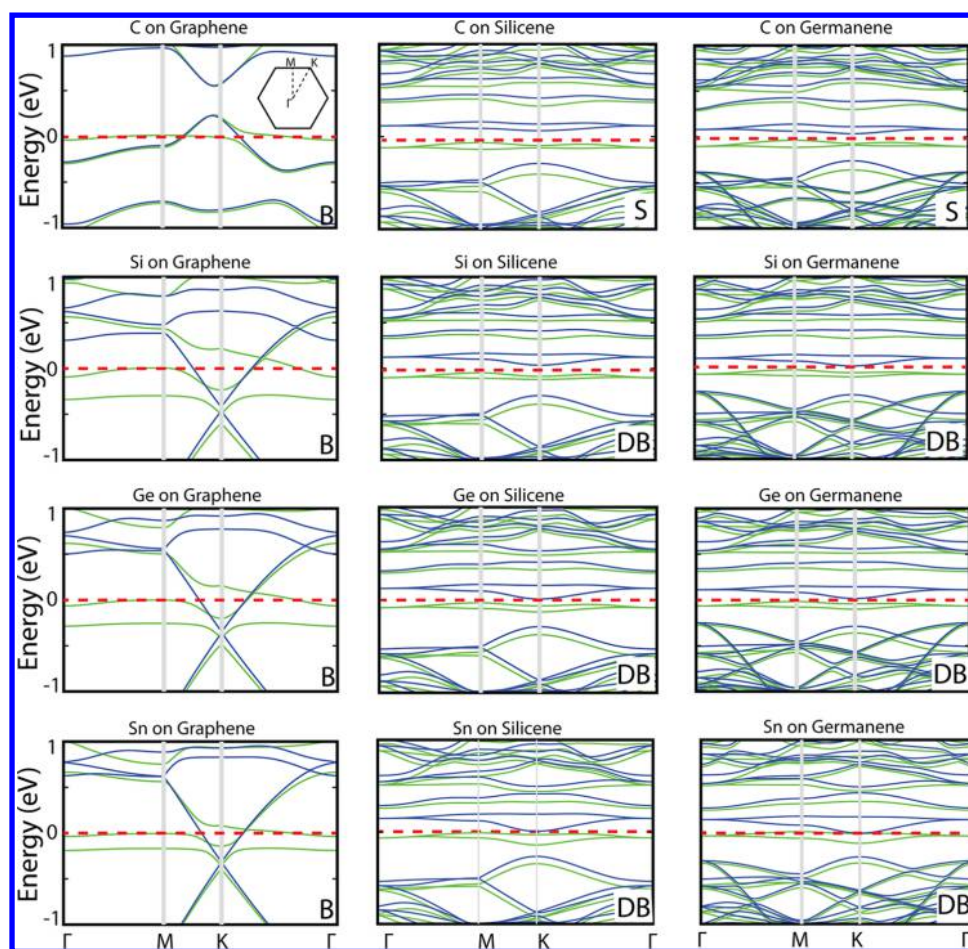 C on Graphene C on Silicene C on Germanene
1 M K Γ
Energy (eV) 0
-1 B S S
Si on Graphene Si on Silicene Si on Germanene
1
Energy (eV) 0
-1 B DB DB
Ge on Graphene Ge on Silicene Ge on Germanene
1
Energy (eV) 0
-1 B DB DB
Sn on Graphene Sn on Silicene Sn on Germanene
1
Energy (eV) 0
-1 B DB DB
Γ M K Γ Γ M K Γ Γ M K Γ